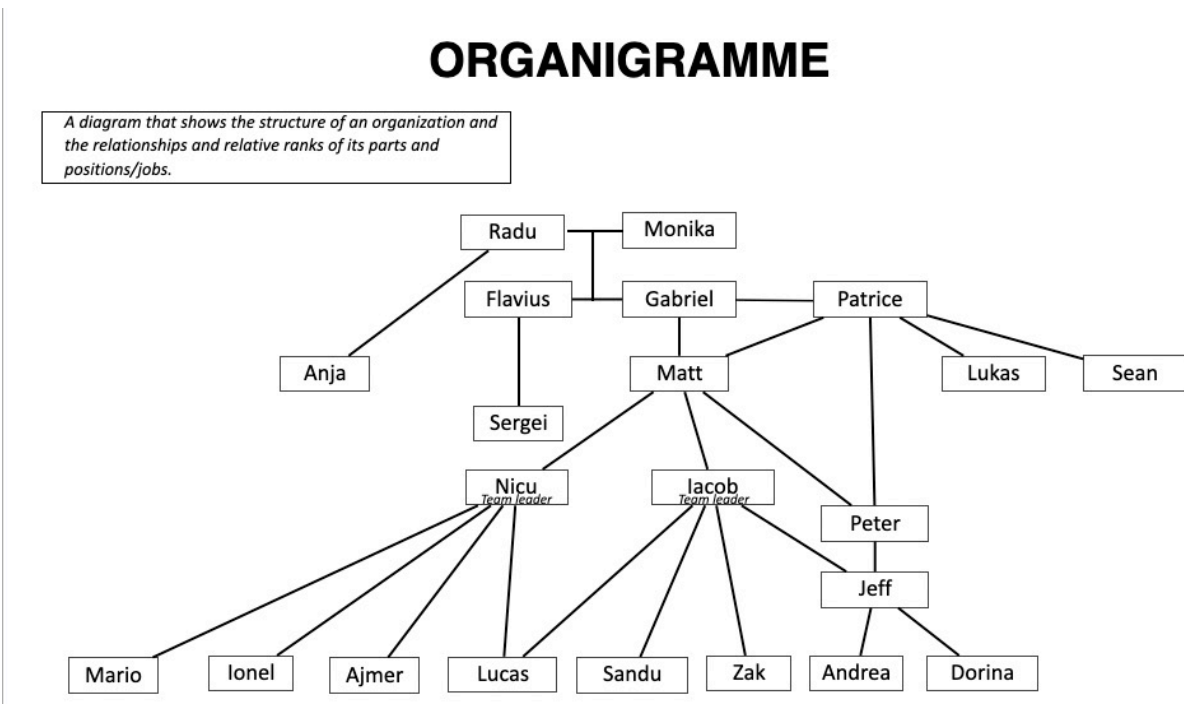 ORGANIGRAMME
A diagram that shows the structure of an organization and
the relationships and relative ranks of its parts and
positions/jobs.
Radu
Monika
Flavius
Gabriel
Patrice
Anja
Matt
Lukas
Sean
Sergei
Nicu
Team leader
Iacob
Team leader
Peter
Jeff
Mario
Ionel
Ajmer
Lucas
Sandu
Zak
Andrea
Dorina